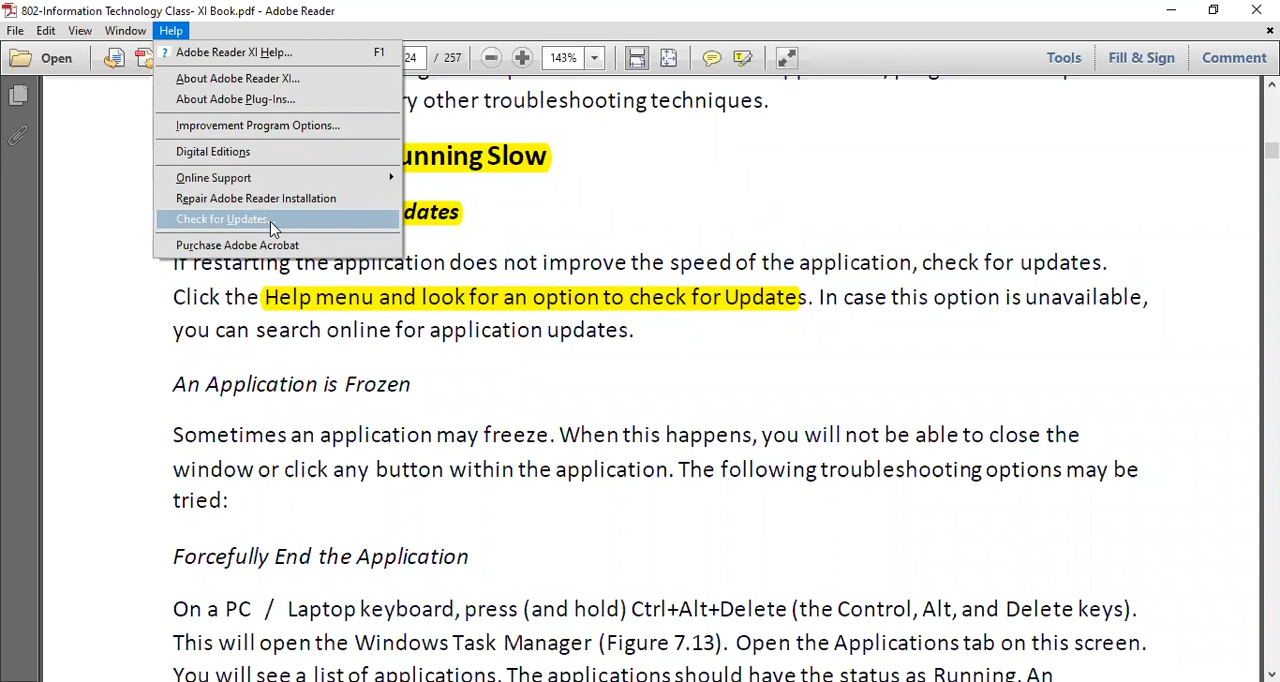 802-Information Technology Class- XI Book.pdf - Adobe Reader
File Edit View Window Help
Open 24 / 257 143% Tools Fill & Sign Comment
? Adobe Reader XI Help... F1
About Adobe Reader XI...
About Adobe Plug-Ins...
Improvement Program Options...
Digital Editions
Online Support
Repair Adobe Reader Installation
Check for Updates
Purchase Adobe Acrobat
ry other troubleshooting techniques.
unning Slow
dates
If restarting the application does not improve the speed of the application, check for updates.
Click the Help menu and look for an option to check for Updates. In case this option is unavailable,
you can search online for application updates.
An Application is Frozen
Sometimes an application may freeze. When this happens, you will not be able to close the
window or click any button within the application. The following troubleshooting options may be
tried:
Forcefully End the Application
On a PC / Laptop keyboard, press (and hold) Ctrl+Alt+Delete (the Control, Alt, and Delete keys).
This will open the Windows Task Manager (Figure 7.13). Open the Applications tab on this screen.
You will see a list of applications. The applications should have the status as Running. An